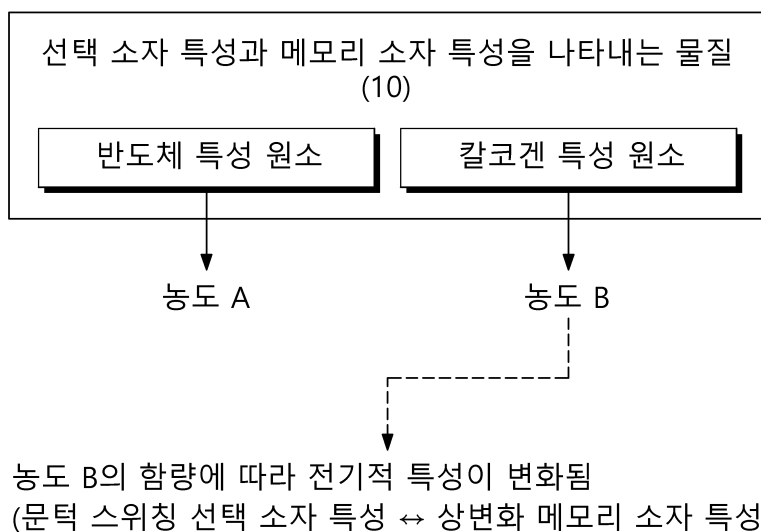 선택 소자 특성과 메모리 소자 특성을 나타내는 물질
(10)
반도체 특성 원소
칼코겐 특성 원소
농도 A
농도 B
농도 B의 함량에 따라 전기적 특성이 변화됨
(문턱 스위칭 선택 소자 특성 ↔ 상변화 메모리 소자 특성